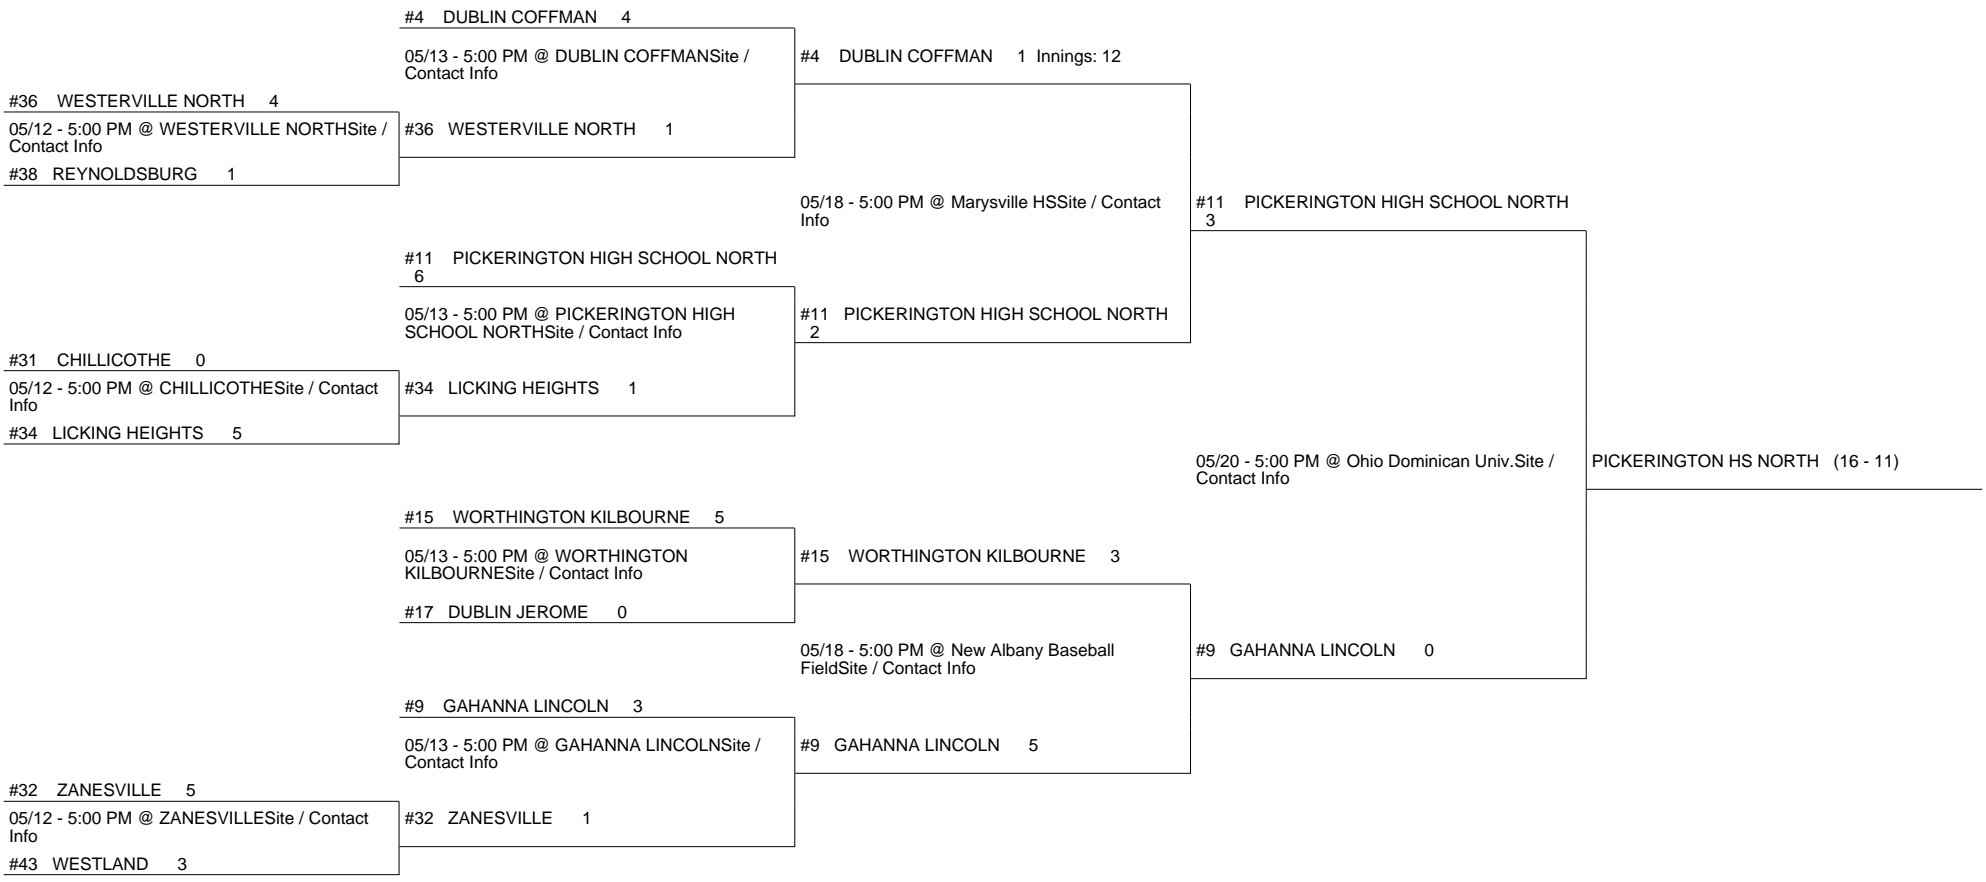 #4 DUBLIN COFFMAN 4
05/13 - 5:00 PM @ DUBLIN COFFMANSite /
Contact Info
#36 WESTERVILLE NORTH 4
05/12 - 5:00 PM @ WESTERVILLE NORTHSite /
Contact Info
#38 REYNOLDSBURG 1
#36 WESTERVILLE NORTH 1
#4 DUBLIN COFFMAN 1 Innings: 12
05/18 - 5:00 PM @ Marysville HSSite / Contact
Info
#11 PICKERINGTON HIGH SCHOOL NORTH
3
#11 PICKERINGTON HIGH SCHOOL NORTH
6
05/13 - 5:00 PM @ PICKERINGTON HIGH
SCHOOL NORTHSite / Contact Info
#11 PICKERINGTON HIGH SCHOOL NORTH
2
#31 CHILLICOTHE 0
05/12 - 5:00 PM @ CHILLICOTHESite / Contact
Info
#34 LICKING HEIGHTS 5
#34 LICKING HEIGHTS 1
05/20 - 5:00 PM @ Ohio Dominican Univ.Site /
Contact Info
PICKERINGTON HS NORTH (16 - 11)
#15 WORTHINGTON KILBOURNE 5
05/13 - 5:00 PM @ WORTHINGTON
KILBOURNESite / Contact Info
#17 DUBLIN JEROME 0
#15 WORTHINGTON KILBOURNE 3
05/18 - 5:00 PM @ New Albany Baseball
FieldSite / Contact Info
#9 GAHANNA LINCOLN 0
#9 GAHANNA LINCOLN 3
05/13 - 5:00 PM @ GAHANNA LINCOLNSite /
Contact Info
#9 GAHANNA LINCOLN 5
#32 ZANESVILLE 5
05/12 - 5:00 PM @ ZANESVILLESite / Contact
Info
#43 WESTLAND 3
#32 ZANESVILLE 1